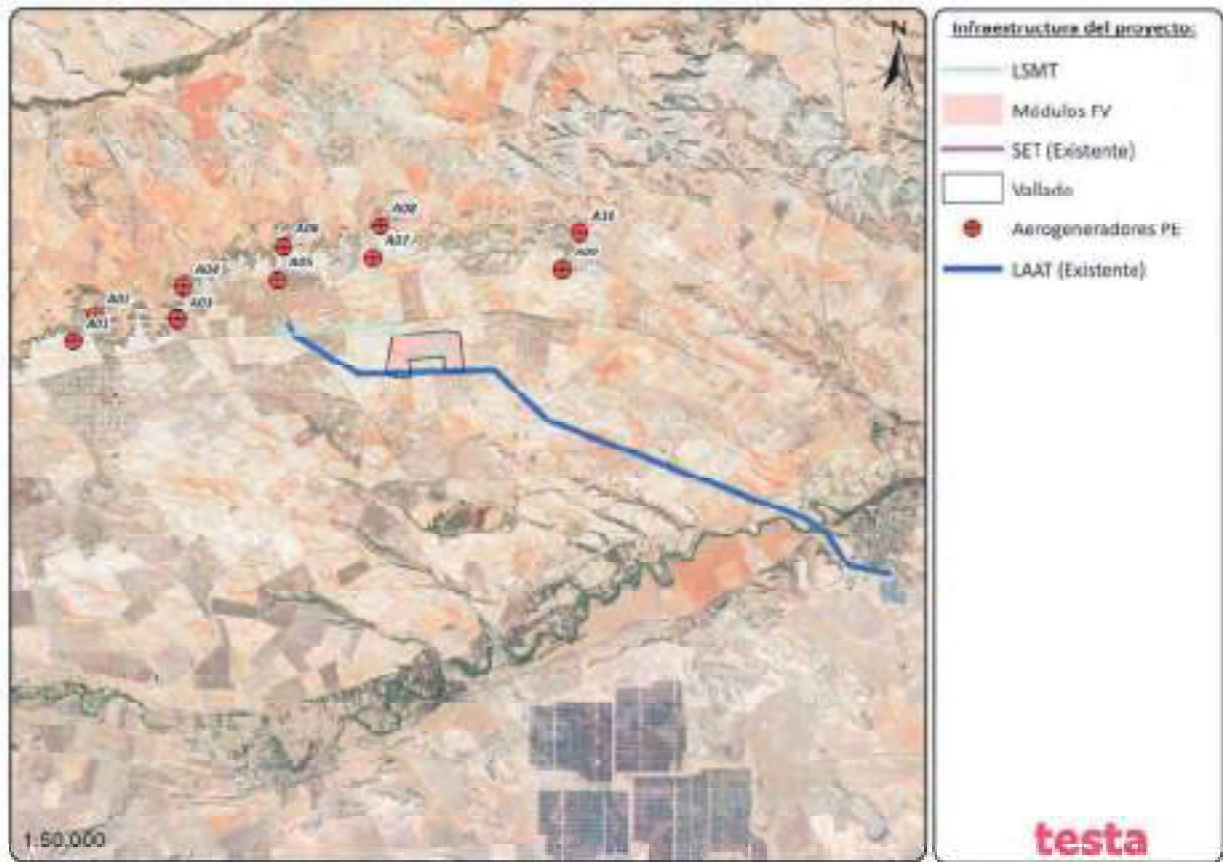 N
A08
A10
A06
A07
A09
A05
A04
A03
A01
1:50,000
Infraestructura del proyecto:
LSMT
Módulos FV
SET (Existente)
Vallado
Aerogeneradores PE
LAAT (Existente)
testa